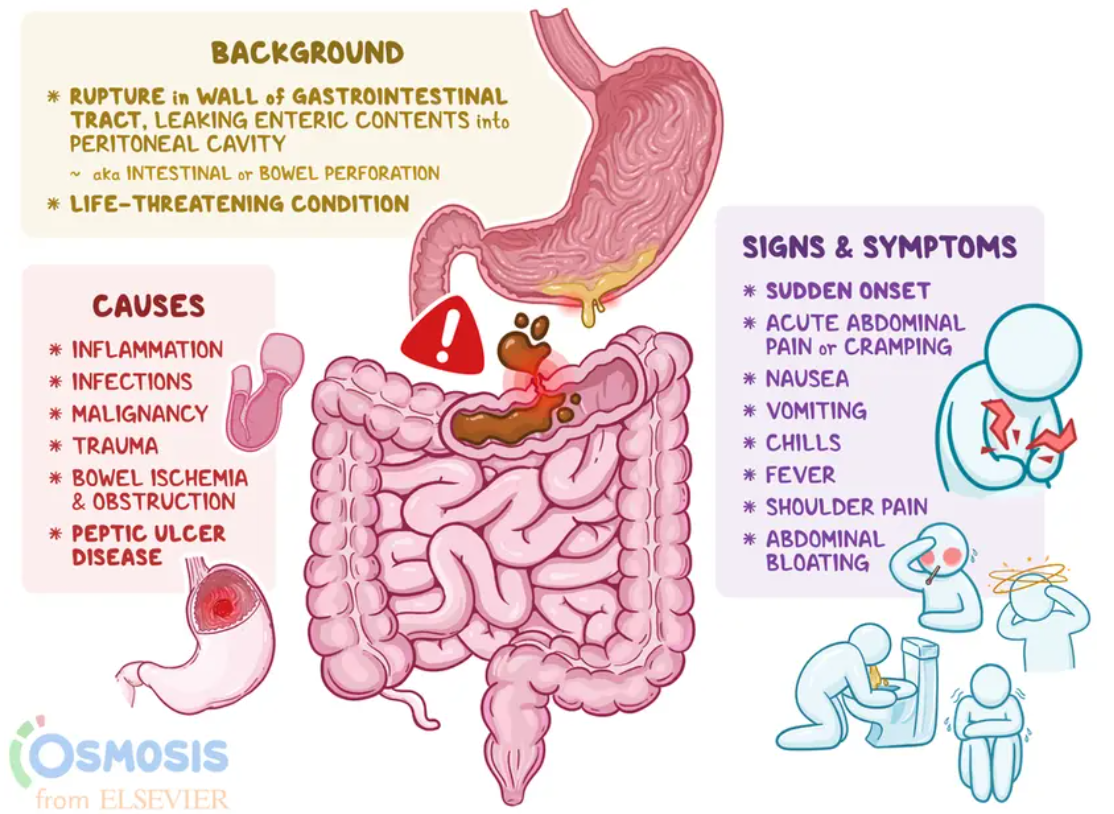 BACKGROUND
* RUPTURE in WALL of GASTROINTESTINAL
TRACT, LEAKING ENTERIC CONTENTS into
PERITONEAL CAVITY
~ aka INTESTINAL or BOWEL PERFORATION
* LIFE-THREATENING CONDITION
CAUSES
* INFLAMMATION
* INFECTIONS
* MALIGNANCY
* TRAUMA
* BOWEL ISCHEMIA
& OBSTRUCTION
* PEPTIC ULCER
DISEASE
!
SIGNS & SYMPTOMS
* SUDDEN ONSET
* ACUTE ABDOMINAL
PAIN or CRAMPING
* NAUSEA
* VOMITING
* CHILLS
* FEVER
* SHOULDER PAIN
* ABDOMINAL
BLOATING
OSMOSIS
from ELSEVIER